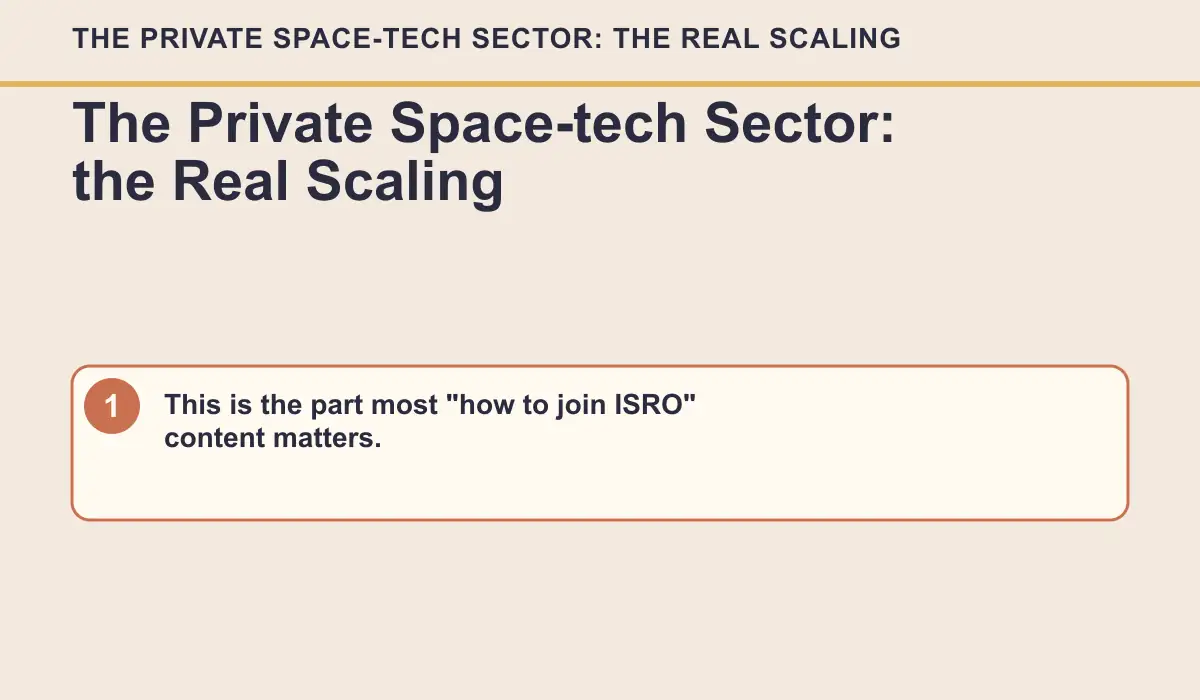 THE PRIVATE SPACE-TECH SECTOR: THE REAL SCALING
The Private Space-tech Sector:
the Real Scaling
1
This is the part most "how to join ISRO"
content matters.